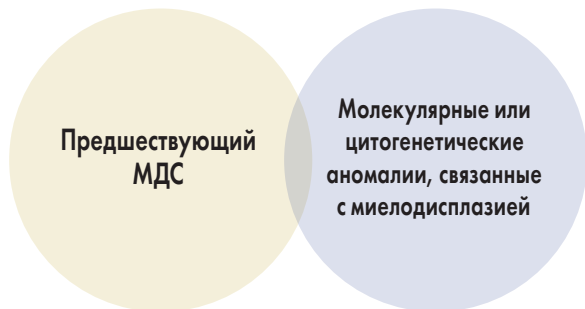 Предшествующий
МДС
Молекулярные или
цитогенетические
аномалии, связанные
с миелодисплазией